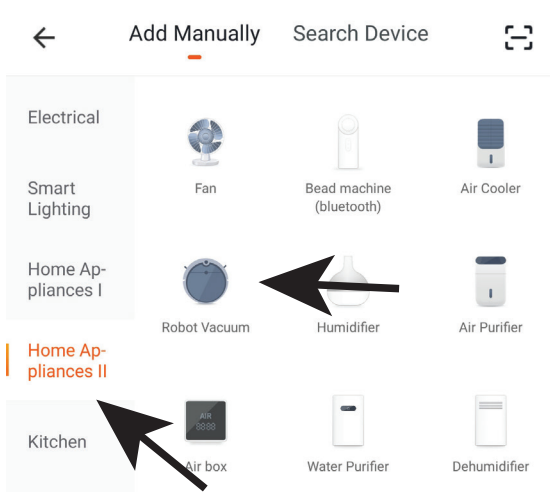 Add Manually Search Device
Electrical
Smart
Lighting
Home Ap-
pliances I
Home Ap-
pliances II
Kitchen
Fan
Bead machine
(bluetooth)
Air Cooler
Robot Vacuum
Humidifier
Air Purifier
AIR
8888
Air box
Water Purifier
Dehumidifier